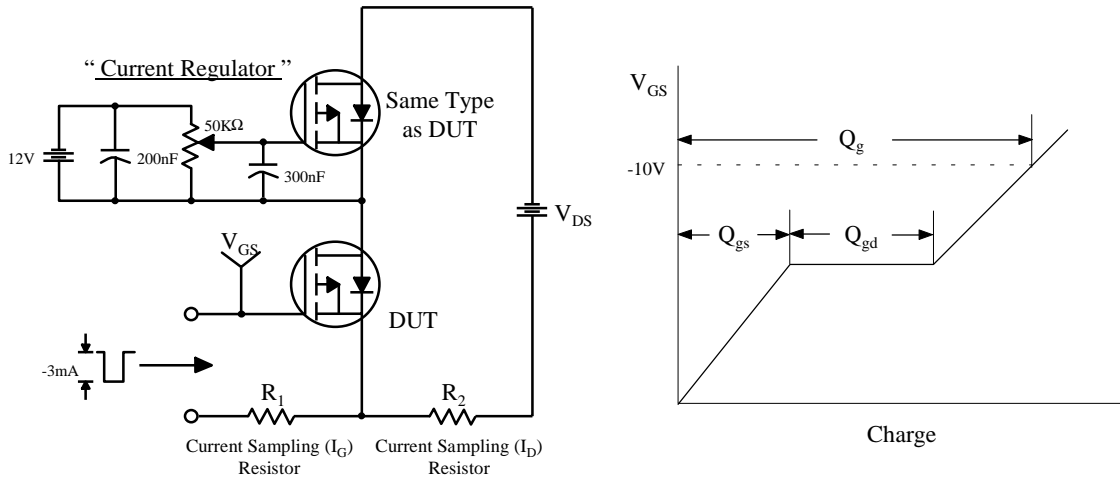 “ Current Regulator ”
Same Type
as DUT
50KΩ
12V
200nF
300nF
V_DS
V_GS
DUT
-3mA
R_1
R_2
Current Sampling (I_G)
Resistor
Current Sampling (I_D)
Resistor
V_GS
Q_g
-10V
Q_gs
Q_gd
Charge